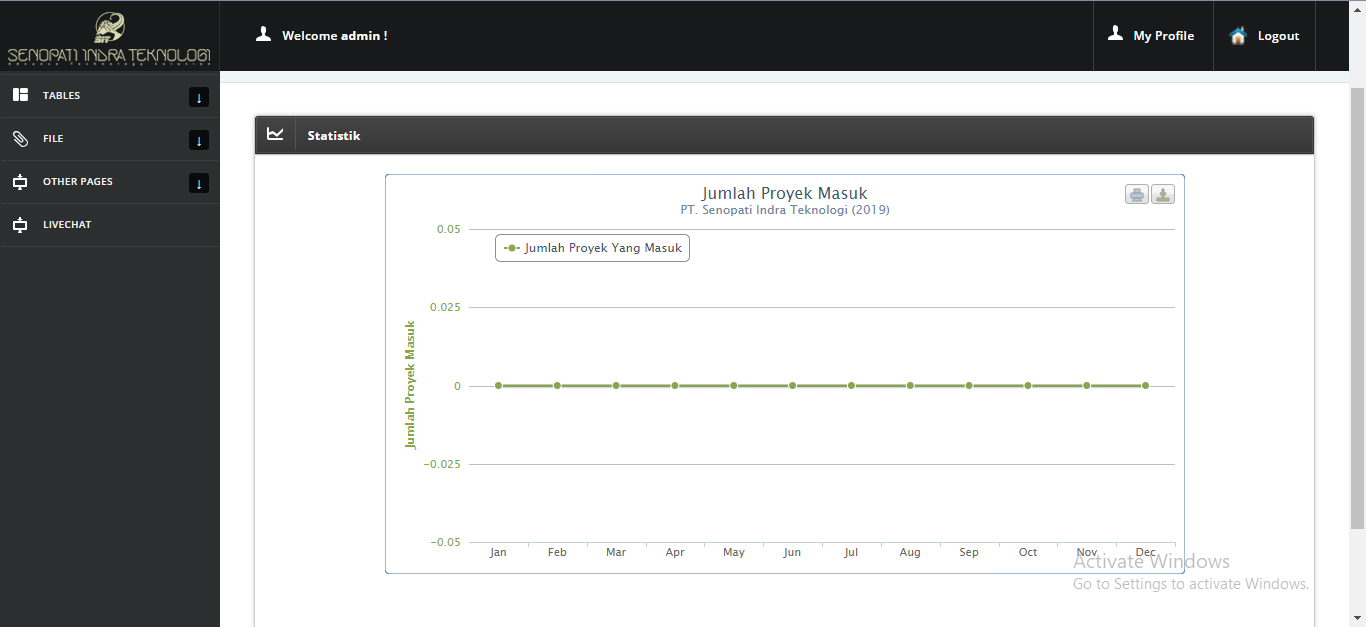 SIT
SENOPATI INDRA TEKNOLOGI
Welcome admin !
My Profile
Logout
TABLES
FILE
OTHER PAGES
LIVECHAT
Statistik
Jumlah Proyek Masuk
PT. Senopati Indra Teknologi (2019)
Jumlah Proyek Yang Masuk
Jumlah Proyek Masuk
0.05
0.025
0
-0.025
-0.05
Jan Feb Mar Apr May Jun Jul Aug Sep Oct Nov Dec
Activate Windows
Go to Settings to activate Windows.